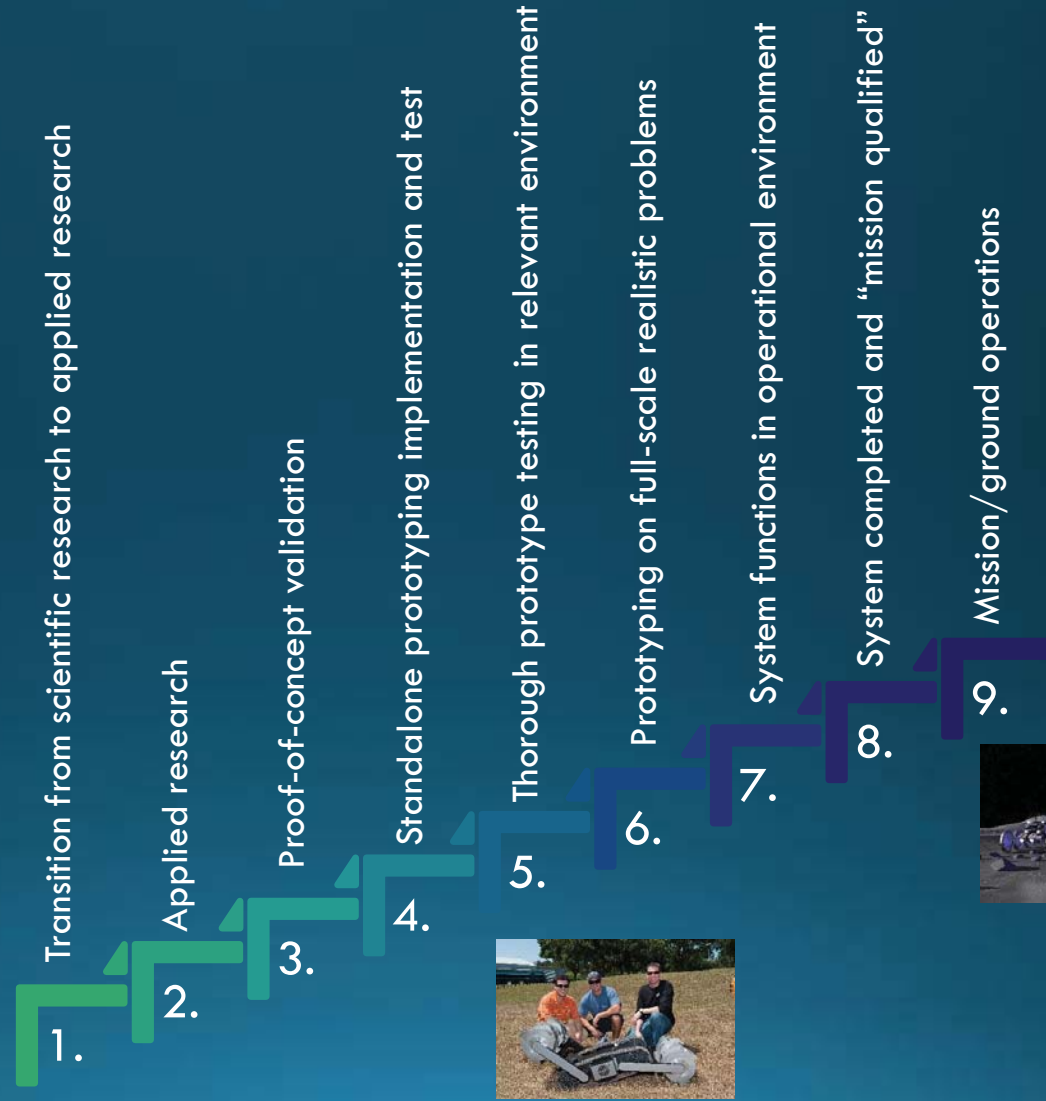 1.
Transition from scientific research to applied research
2.
Applied research
3.
Proof-of-concept validation
4.
Standalone prototyping implementation and test
5.
Thorough prototype testing in relevant environment
6.
Prototyping on full-scale realistic problems
7.
System functions in operational environment
8.
System completed and “mission qualified”
9.
Mission/ground operations